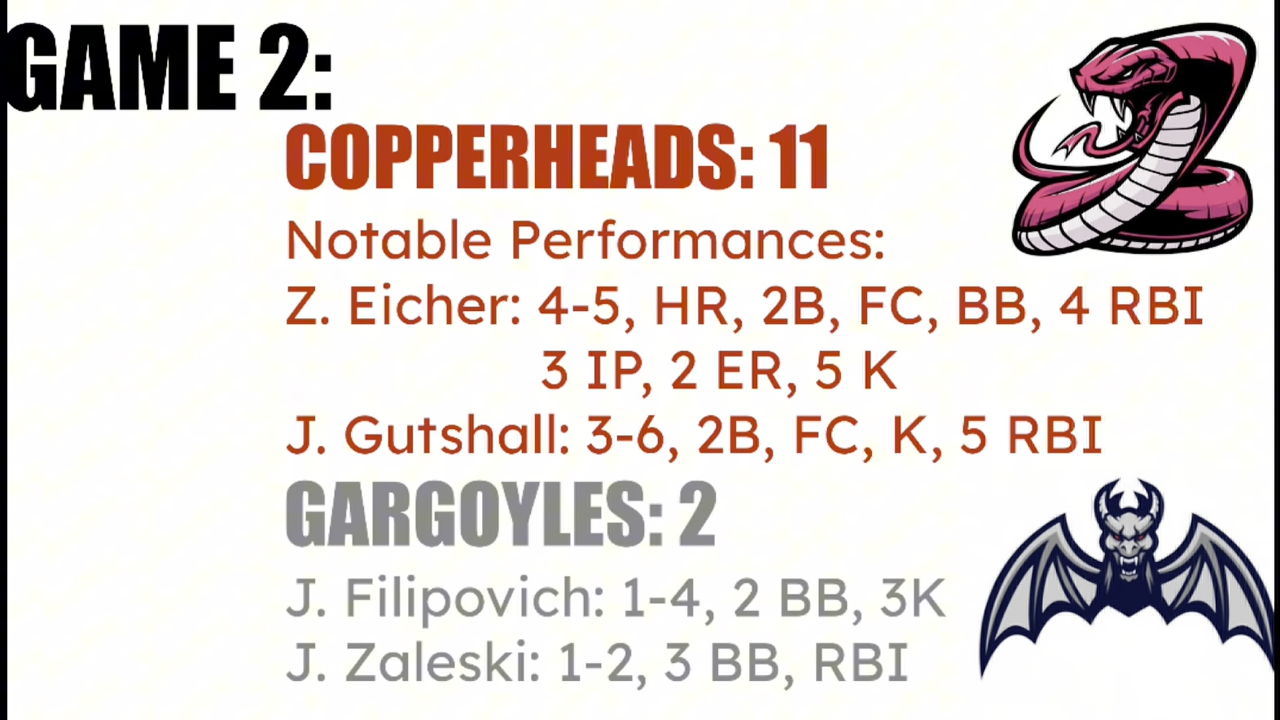 GAME 2:
COPPERHEADS: 11
Notable Performances:
Z. Eicher: 4-5, HR, 2B, FC, BB, 4 RBI
3 IP, 2 ER, 5 K
J. Gutshall: 3-6, 2B, FC, K, 5 RBI
GARGOYLES: 2
J. Filipovich: 1-4, 2 BB, 3K
J. Zaleski: 1-2, 3 BB, RBI